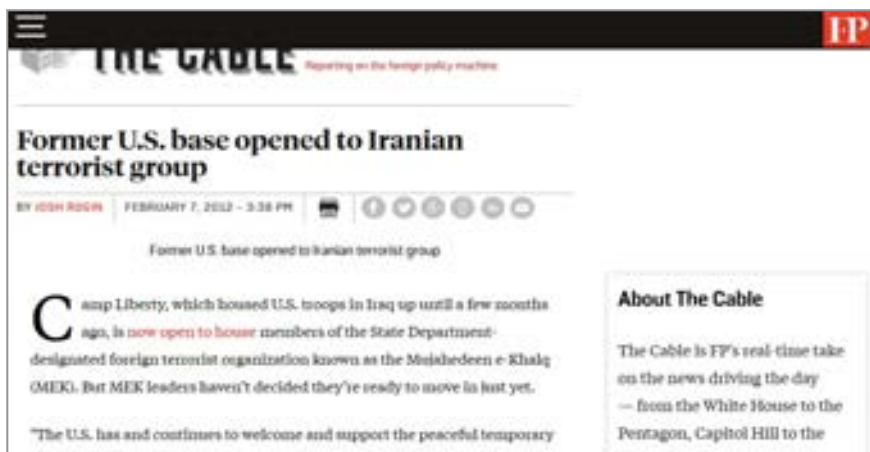 FP
THE CABLE Reporting on the foreign policy machine
Former U.S. base opened to Iranian
terrorist group
BY JOSH ROGIN FEBRUARY 7, 2012 - 3:38 PM
Former U.S. base opened to Iranian terrorist group
Camp Liberty, which housed U.S. troops in Iraq up until a few months
ago, is now open to house members of the State Department-
designated foreign terrorist organization known as the Mujahedeen e-Khalq
(MEK). But MEK leaders haven't decided they're ready to move in just yet.
"The U.S. has and continues to welcome and support the peaceful temporary
About The Cable
The Cable is FP's real-time take
on the news driving the day
— from the White House to the
Pentagon, Capitol Hill to the